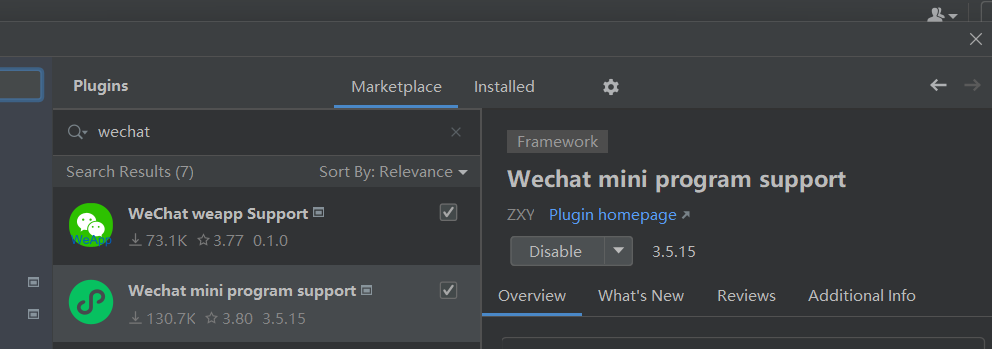 Plugins Marketplace Installed
wechat
Search Results (7) Sort By: Relevance
WeChat weapp Support
WeApp
73.1K 3.77 0.1.0
Wechat mini program support
130.7K 3.80 3.5.15
Framework
Wechat mini program support
ZXY Plugin homepage
Disable 3.5.15
Overview What's New Reviews Additional Info